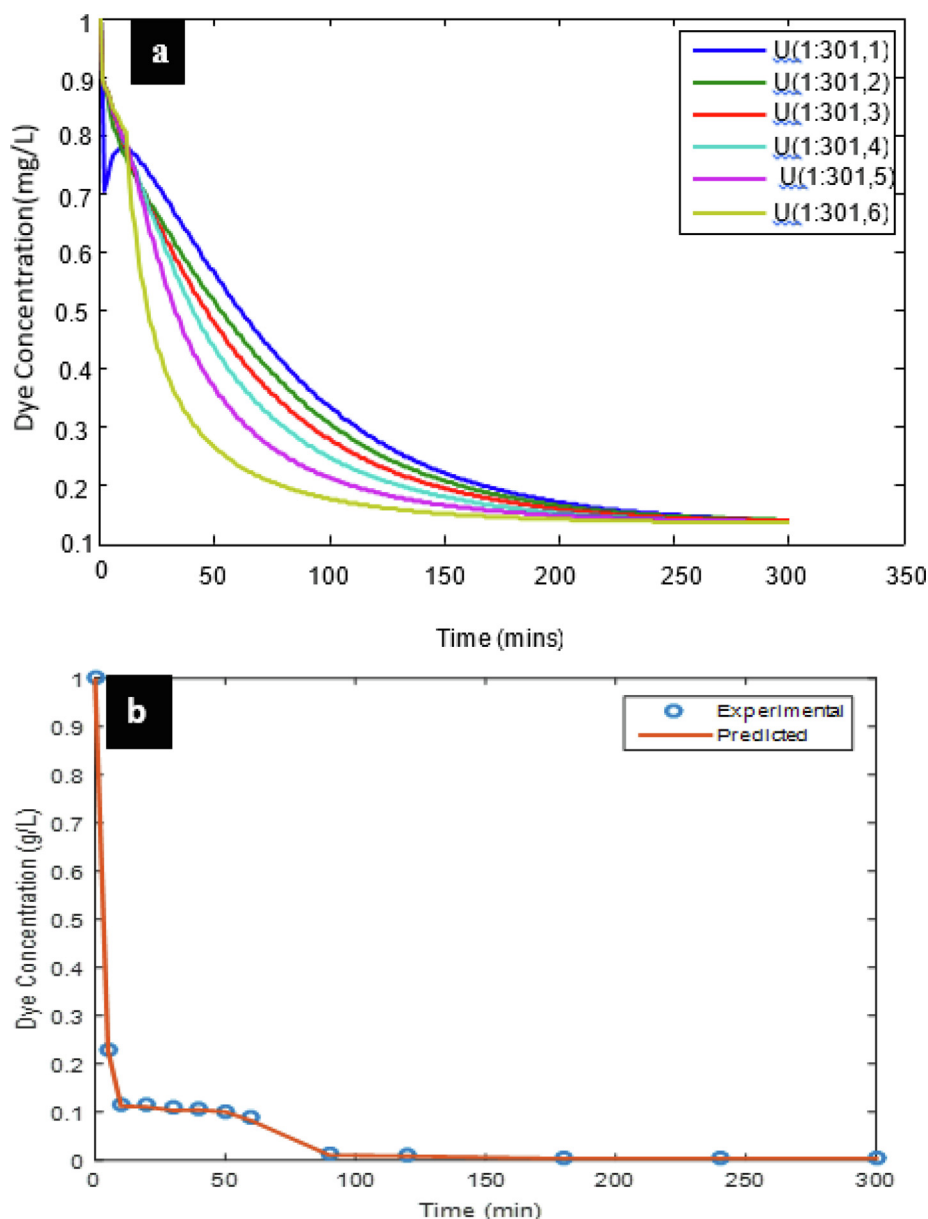 a
1
0.9
0.8
0.7
0.6
0.5
0.4
0.3
0.2
0.1
Dye Concentration(mg/L)
U(1:301,1)
U(1:301,2)
U(1:301,3)
U(1:301,4)
U(1:301,5)
U(1:301,6)
0 50 100 150 200 250 300 350
Time (mins)
b
1
0.9
0.8
0.7
0.6
0.5
0.4
0.3
0.2
0.1
0
Dye Concentration (g/L)
Experimental
Predicted
0 50 100 150 200 250 300
Time (min)